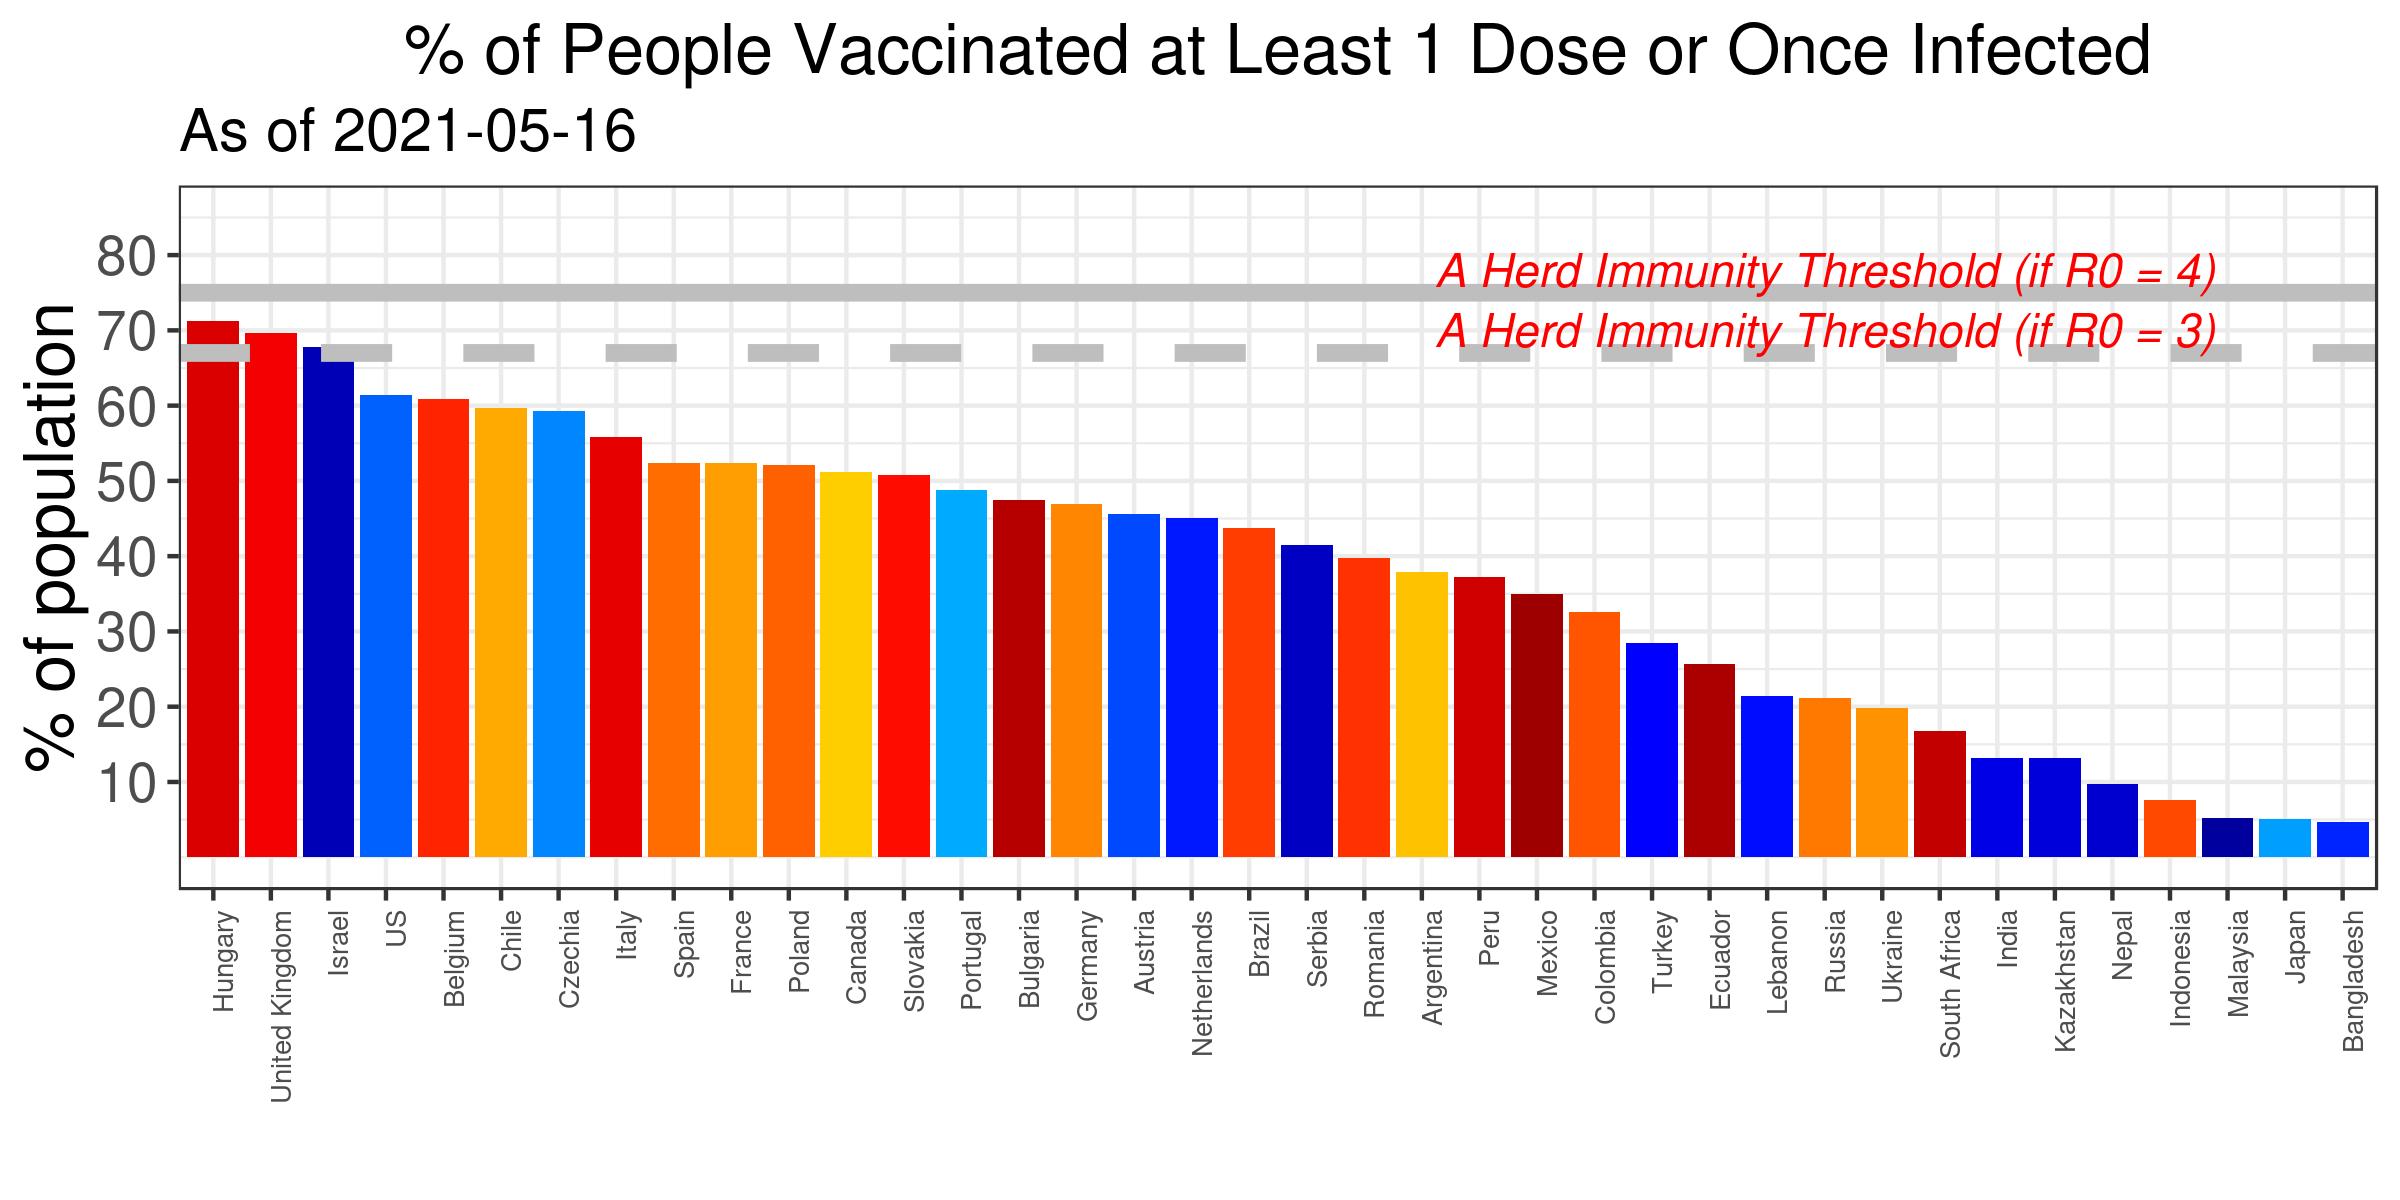 % of People Vaccinated at Least 1 Dose or Once Infected
As of 2021-05-16
% of population
80
70
60
50
40
30
20
10
A Herd Immunity Threshold (if R0 = 4)
A Herd Immunity Threshold (if R0 = 3)
Hungary
United Kingdom
Israel
US
Belgium
Chile
Czechia
Italy
Spain
France
Poland
Canada
Slovakia
Portugal
Bulgaria
Germany
Austria
Netherlands
Brazil
Serbia
Romania
Argentina
Peru
Mexico
Colombia
Turkey
Ecuador
Lebanon
Russia
Ukraine
South Africa
India
Kazakhstan
Nepal
Indonesia
Malaysia
Japan
Bangladesh